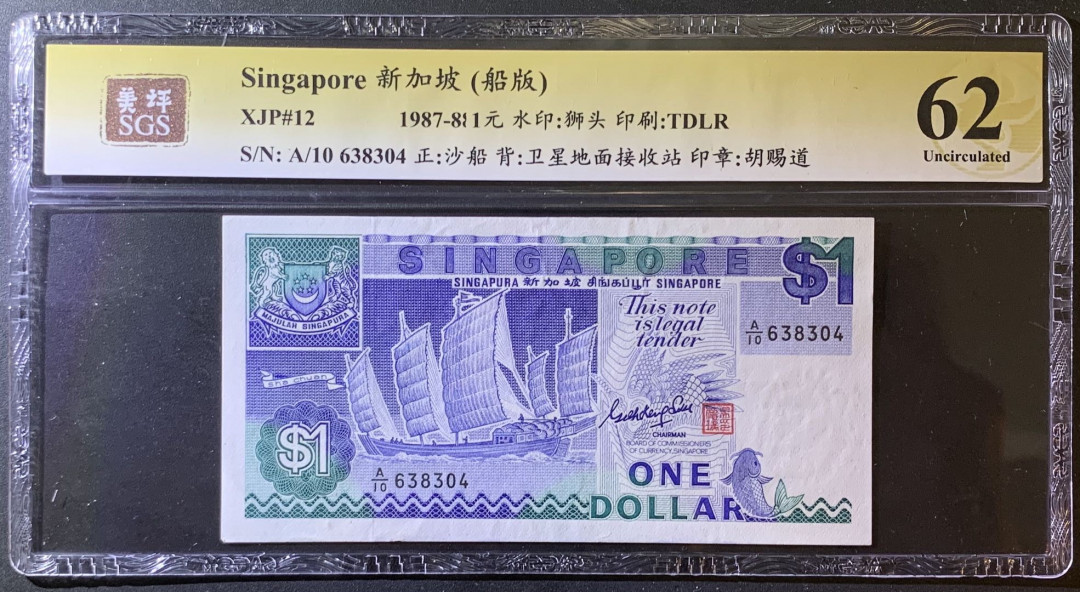 Singapore 新加坡 (船版)
美评
SGS
XJP#12 1987-8 1元 水印:狮头 印刷:TDLR
S/N: A/10 638304 正:沙船 背:卫星地面接收站 印章:胡赐道
62
Uncirculated
SINGAPORE
$1
SINGAPURA 新加坡 சிங்கப்பூர் SINGAPORE
MAJULAH SINGAPURA
This note
is legal
tender
A/10 638304
sha chuan
CHAIRMAN
BOARD OF COMMISSIONERS
OF CURRENCY, SINGAPORE
$1
A/10 638304
ONE
DOLLAR